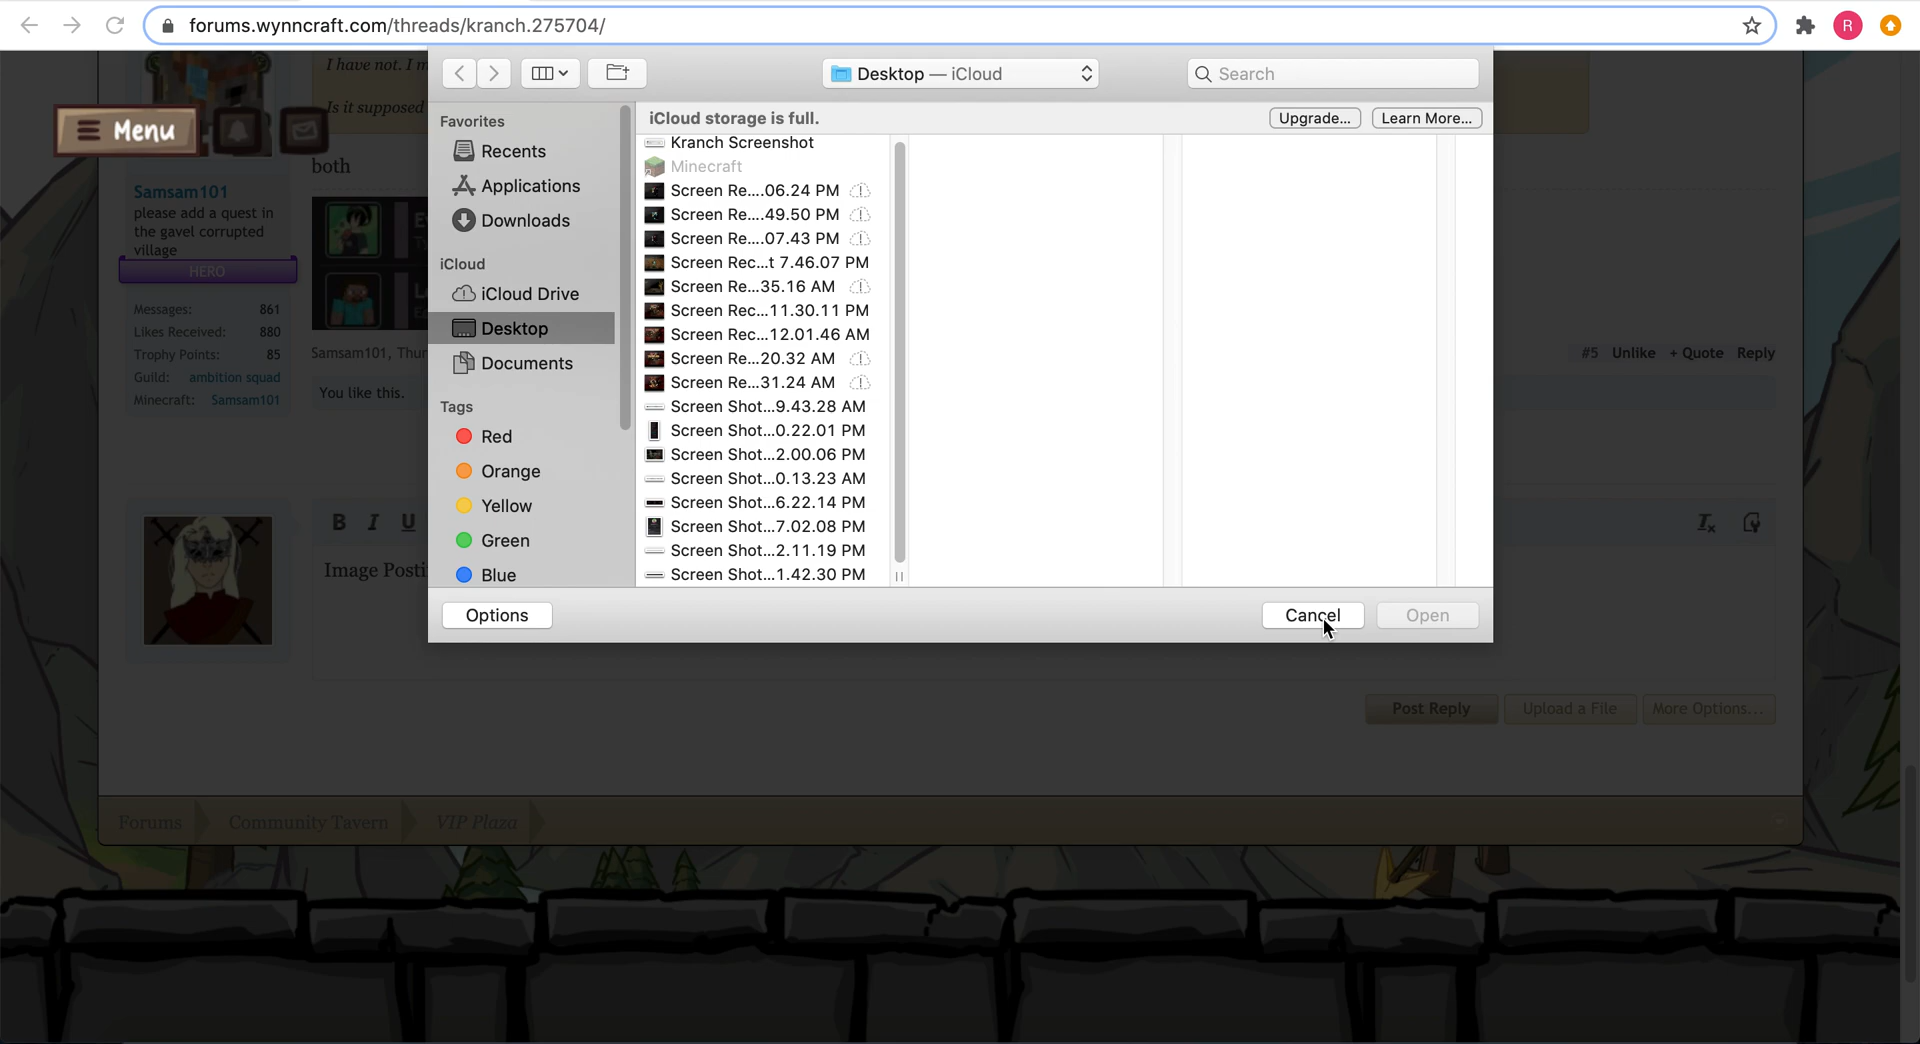 forums.wynncraft.com/threads/kranch.275704/
R
Desktop — iCloud
Search
iCloud storage is full.
Upgrade...
Learn More...
Favorites
Recents
Applications
Downloads
iCloud
iCloud Drive
Desktop
Documents
Tags
Red
Orange
Yellow
Green
Blue
Kranch Screenshot
Minecraft
Screen Re....06.24 PM
Screen Re....49.50 PM
Screen Re....07.43 PM
Screen Rec...t 7.46.07 PM
Screen Re...35.16 AM
Screen Rec...11.30.11 PM
Screen Rec...12.01.46 AM
Screen Re...20.32 AM
Screen Re...31.24 AM
Screen Shot...9.43.28 AM
Screen Shot...0.22.01 PM
Screen Shot...2.00.06 PM
Screen Shot...0.13.23 AM
Screen Shot...6.22.14 PM
Screen Shot...7.02.08 PM
Screen Shot...2.11.19 PM
Screen Shot...1.42.30 PM
Options
Cancel
Open
Menu
I have not. I m
Is it supposed
both
Samsam101
please add a quest in
the gavel corrupted
village
HERO
Messages: 861
Likes Received: 880
Trophy Points: 85
Guild: ambition squad
Minecraft: Samsam101
Samsam101, Thur
#5 Unlike + Quote Reply
You like this.
B I U
Image Posti
Post Reply
Upload a File
More Options...
Forums
Community Tavern
VIP Plaza